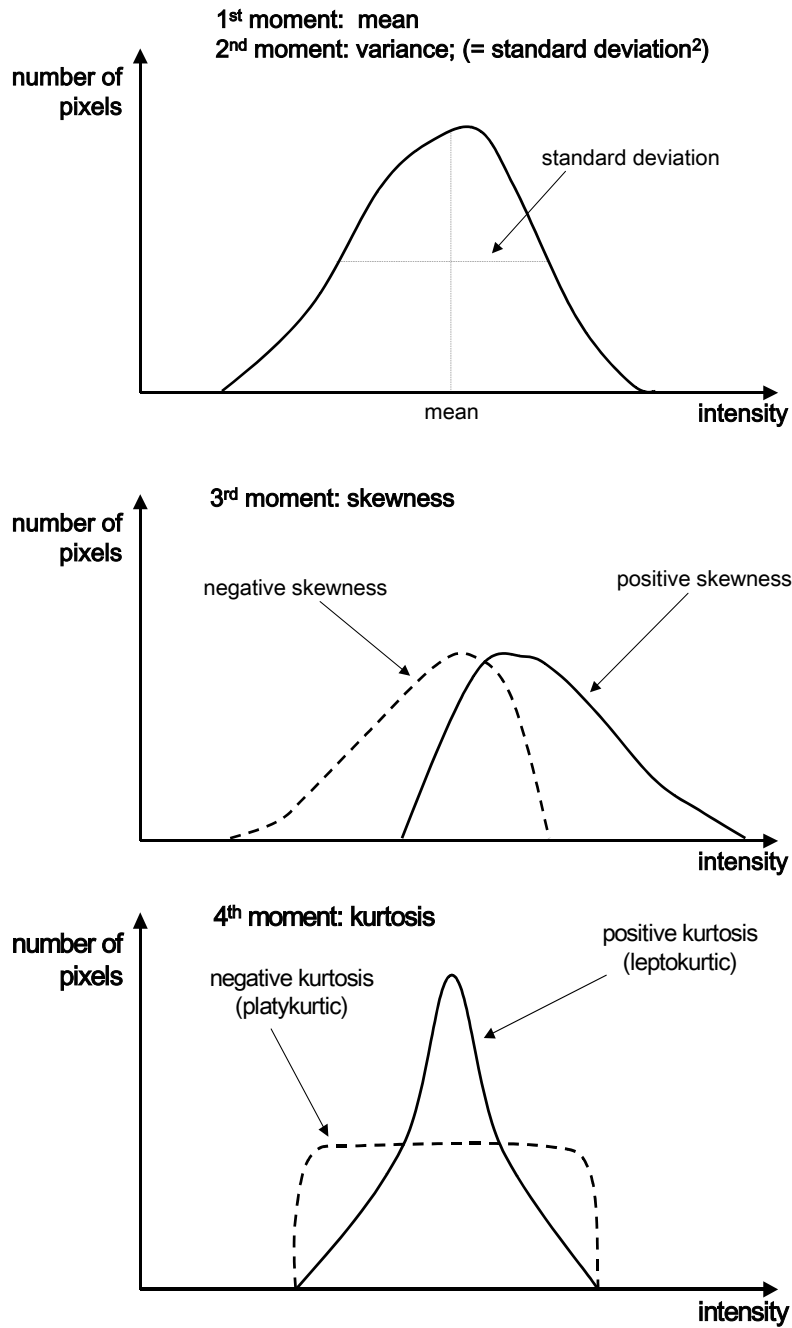 1st moment: mean
2nd moment: variance; (= standard deviation2)
number of
pixels
standard deviation
mean
intensity
3rd moment: skewness
number of
pixels
negative skewness
positive skewness
intensity
4th moment: kurtosis
number of
pixels
positive kurtosis
(leptokurtic)
negative kurtosis
(platykurtic)
intensity